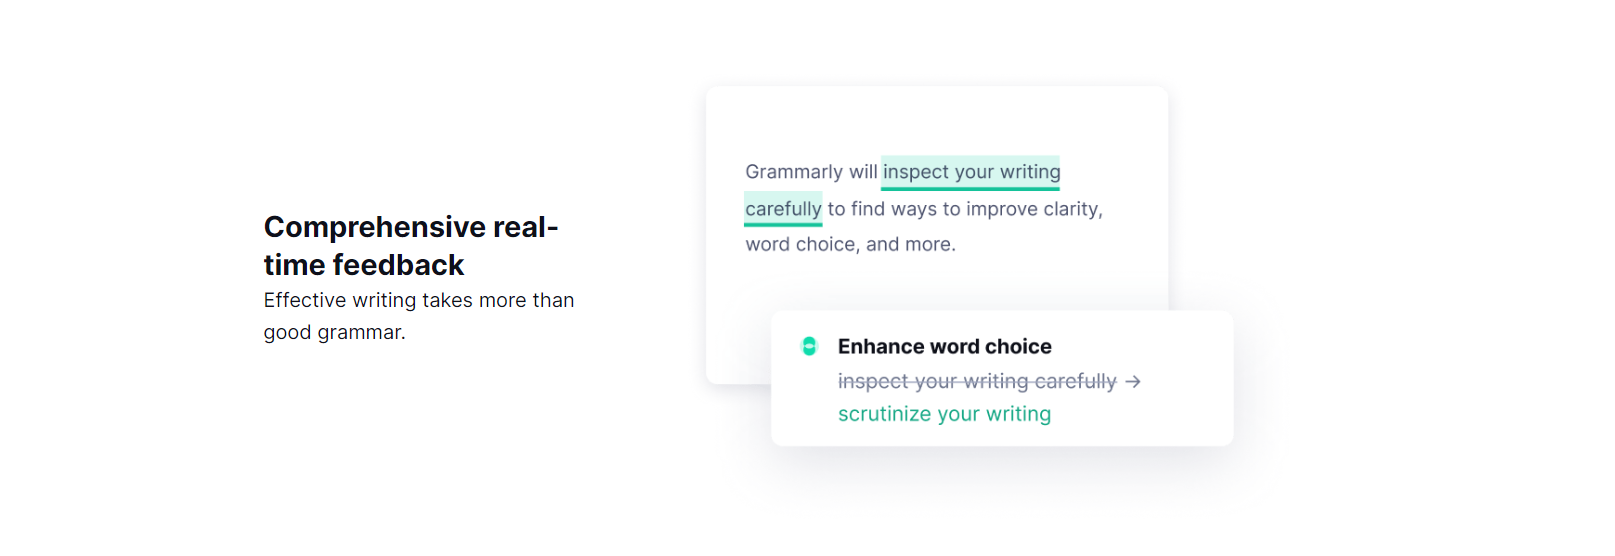 Comprehensive real-
time feedback
Effective writing takes more than
good grammar.
Grammarly will inspect your writing
carefully to find ways to improve clarity,
word choice, and more.
Enhance word choice
inspect your writing carefully →
scrutinize your writing